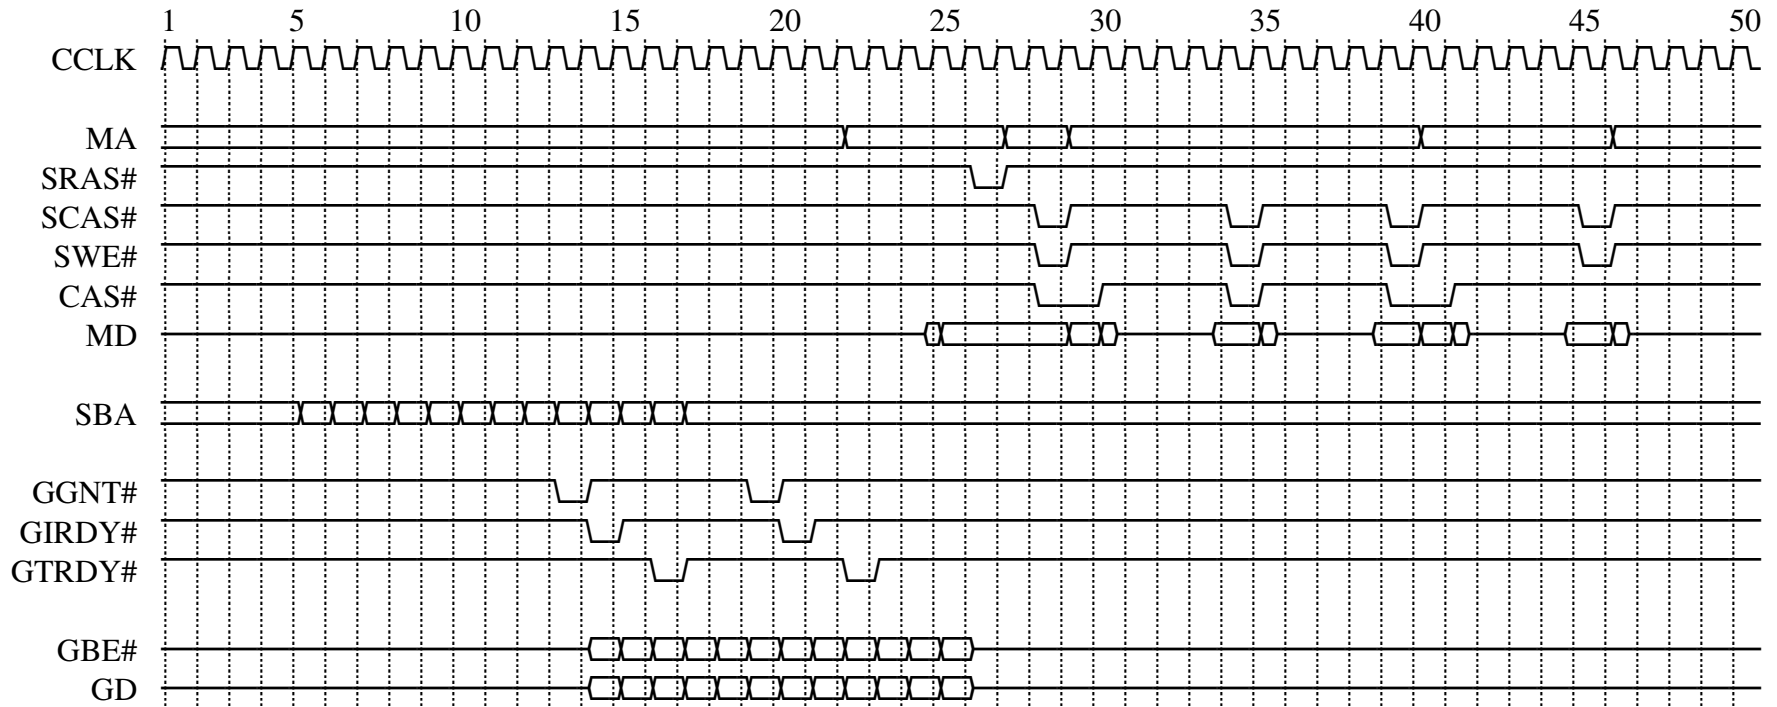 1 5 10 15 20 25 30 35 40 45 50
CCLK
MA
SRAS#
SCAS#
SWE#
CAS#
MD
SBA
GGNT#
GIRDY#
GTRDY#
GBE#
GD